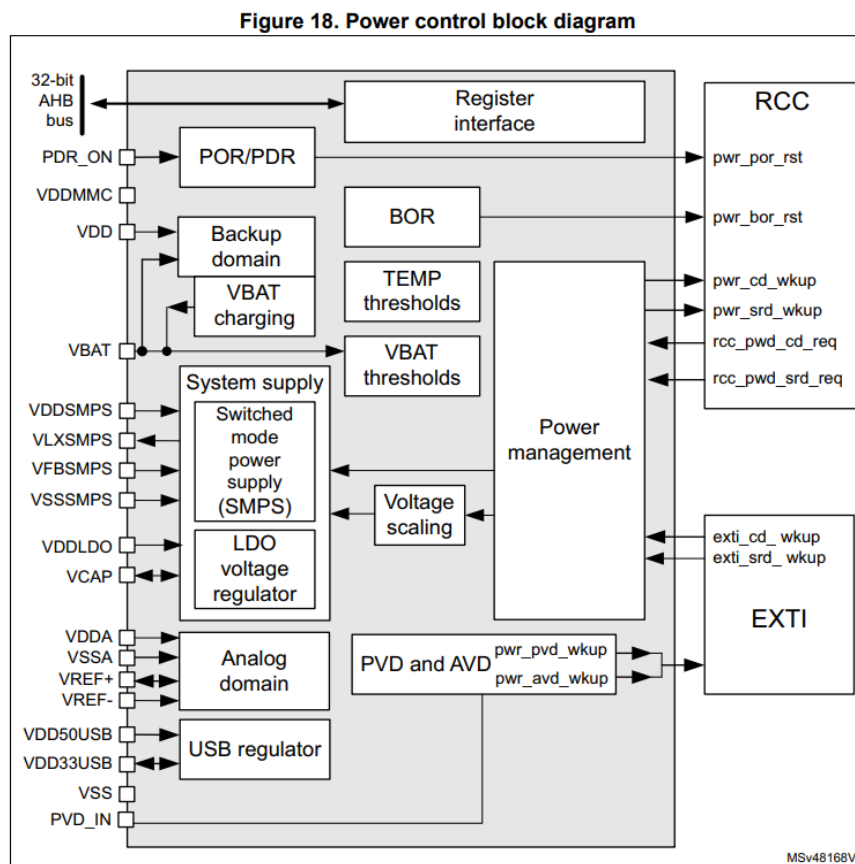 Figure 18. Power control block diagram
32-bit
AHB
bus
Register
interface
RCC
PDR_ON
POR/PDR
pwr_por_rst
VDDMMC
BOR
pwr_bor_rst
VDD
Backup
domain
VBAT
charging
TEMP
thresholds
pwr_cd_wkup
pwr_srd_wkup
rcc_pwd_cd_req
rcc_pwd_srd_req
VBAT
VBAT
thresholds
System supply
VDDSMPS
VLXSMPS
VFBSMPS
VSSSMPS
Switched
mode
power
supply
(SMPS)
Power
management
Voltage
scaling
VDDLDO
VCAP
LDO
voltage
regulator
exti_cd_ wkup
exti_srd_ wkup
EXTI
VDDA
VSSA
VREF+
VREF-
Analog
domain
PVD and AVD
pwr_pvd_wkup
pwr_avd_wkup
VDD50USB
VDD33USB
USB regulator
VSS
PVD_IN
MSv48168V